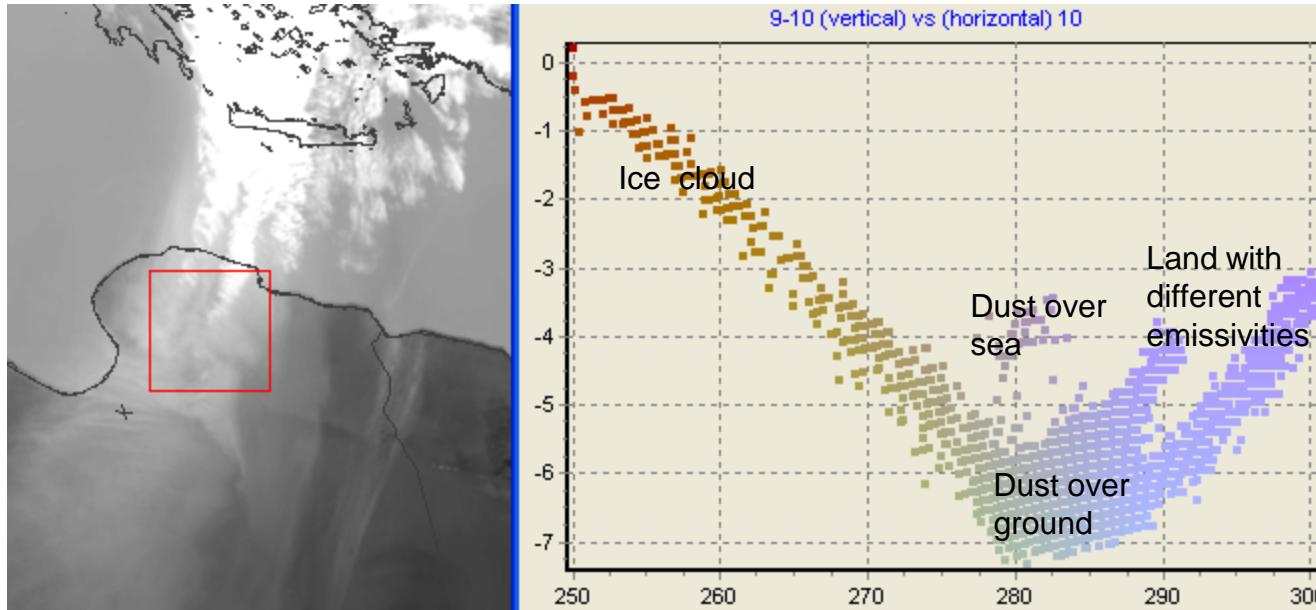 9-10 (vertical) vs (horizontal) 10
0
-1
Ice cloud
-2
-3
Land with
different
emissivities
Dust over
sea
-4
-5
-6
Dust over
ground
-7
250
260
270
280
290